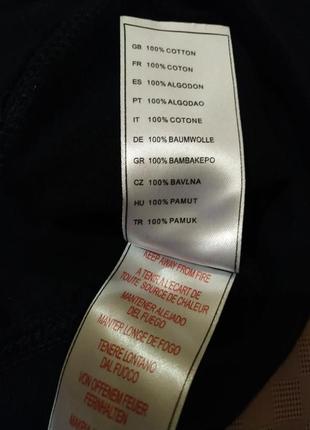 GB 100% COTTON
FR 100% COTON
ES 100% ALGODON
PT 100% ALGODAO
IT 100% COTONE
DE 100% BAUMWOLLE
GR 100% BAMBAKEPO
CZ 100% BAVLNA
HU 100% PAMUT
TR 100% PAMUK
KEEP AWAY FROM FIRE
A TENIR A L'ECART DE
TOUTE SOURCE DE CHALEUR
MANTENER ALEJADO
DEL FUEGO
MANTER LONGE DE FOGO
TENERE LONTANO
DAL FUOCO
VON OFFENEM FEUER
FERNHALTEN